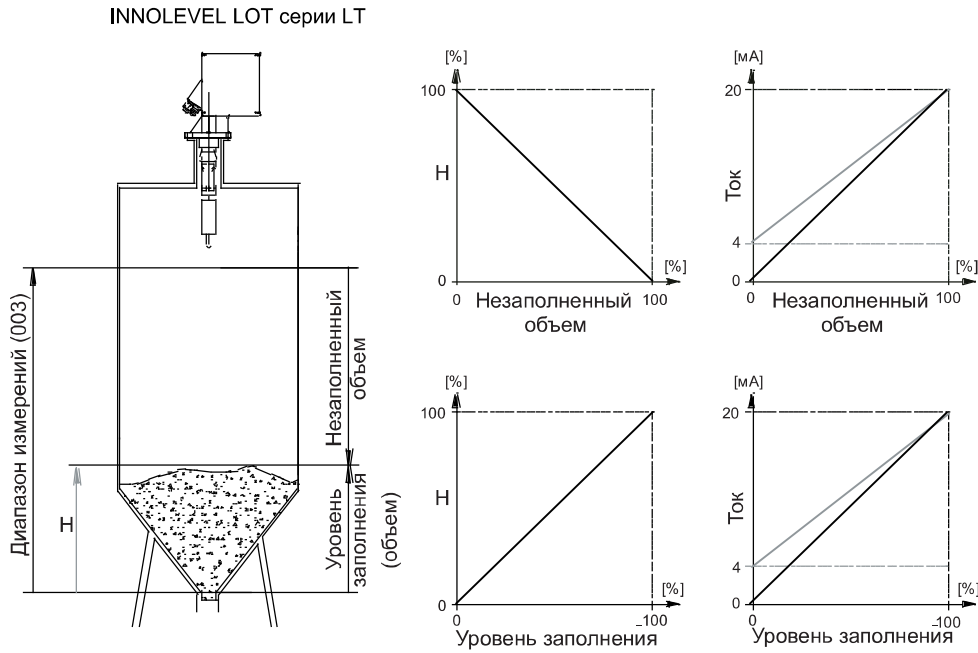 INNOLEVEL LOT серии LT
Диапазон измерений (003)
H
Незаполненный
объем
Уровень
заполнения
(объем)
[%]
100
H
0
0
100
[%]
Незаполненный
объем
[мА]
20
Ток
4
0
0
100
[%]
Незаполненный
объем
[%]
100
H
0
0
100
[%]
Уровень заполнения
[мА]
20
Ток
4
0
0
100
[%]
Уровень заполнения